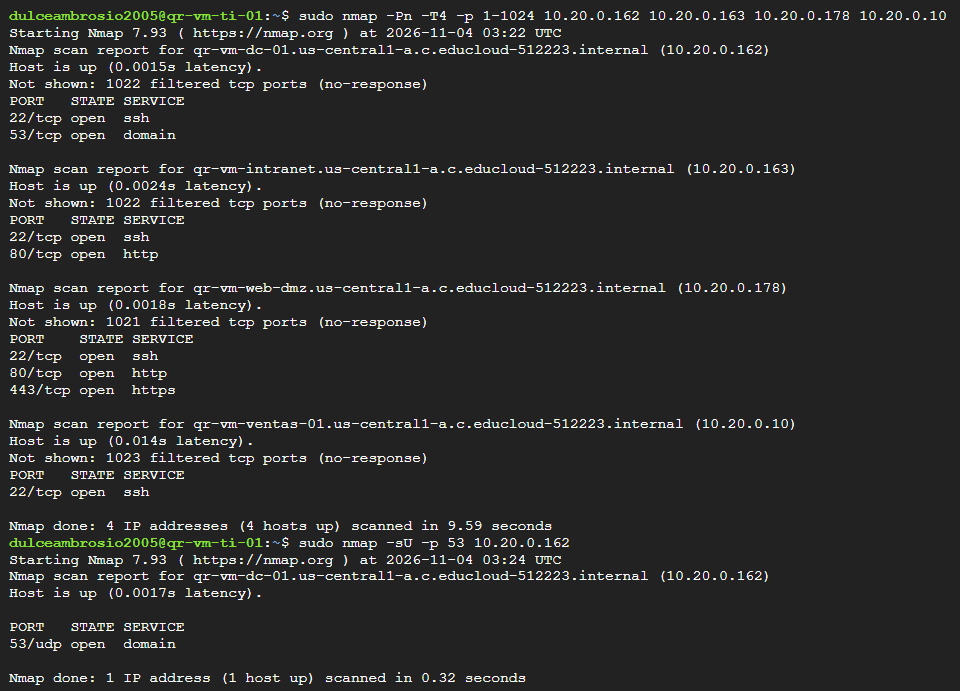 dulceambrosio2005@qr-vm-ti-01:~$ sudo nmap -Pn -T4 -p 1-1024 10.20.0.162 10.20.0.163 10.20.0.178 10.20.0.10
Starting Nmap 7.93 ( https://nmap.org ) at 2026-11-04 03:22 UTC
Nmap scan report for qr-vm-dc-01.us-central1-a.c.educloud-512223.internal (10.20.0.162)
Host is up (0.0015s latency).
Not shown: 1022 filtered tcp ports (no-response)
PORT   STATE SERVICE
22/tcp open  ssh
53/tcp open  domain

Nmap scan report for qr-vm-intranet.us-central1-a.c.educloud-512223.internal (10.20.0.163)
Host is up (0.0024s latency).
Not shown: 1022 filtered tcp ports (no-response)
PORT   STATE SERVICE
22/tcp open  ssh
80/tcp open  http

Nmap scan report for qr-vm-web-dmz.us-central1-a.c.educloud-512223.internal (10.20.0.178)
Host is up (0.0018s latency).
Not shown: 1021 filtered tcp ports (no-response)
PORT    STATE SERVICE
22/tcp  open  ssh
80/tcp  open  http
443/tcp open  https

Nmap scan report for qr-vm-ventas-01.us-central1-a.c.educloud-512223.internal (10.20.0.10)
Host is up (0.014s latency).
Not shown: 1023 filtered tcp ports (no-response)
PORT   STATE SERVICE
22/tcp open  ssh

Nmap done: 4 IP addresses (4 hosts up) scanned in 9.59 seconds
dulceambrosio2005@qr-vm-ti-01:~$ sudo nmap -sU -p 53 10.20.0.162
Starting Nmap 7.93 ( https://nmap.org ) at 2026-11-04 03:24 UTC
Nmap scan report for qr-vm-dc-01.us-central1-a.c.educloud-512223.internal (10.20.0.162)
Host is up (0.0017s latency).

PORT   STATE SERVICE
53/udp open  domain

Nmap done: 1 IP address (1 host up) scanned in 0.32 seconds